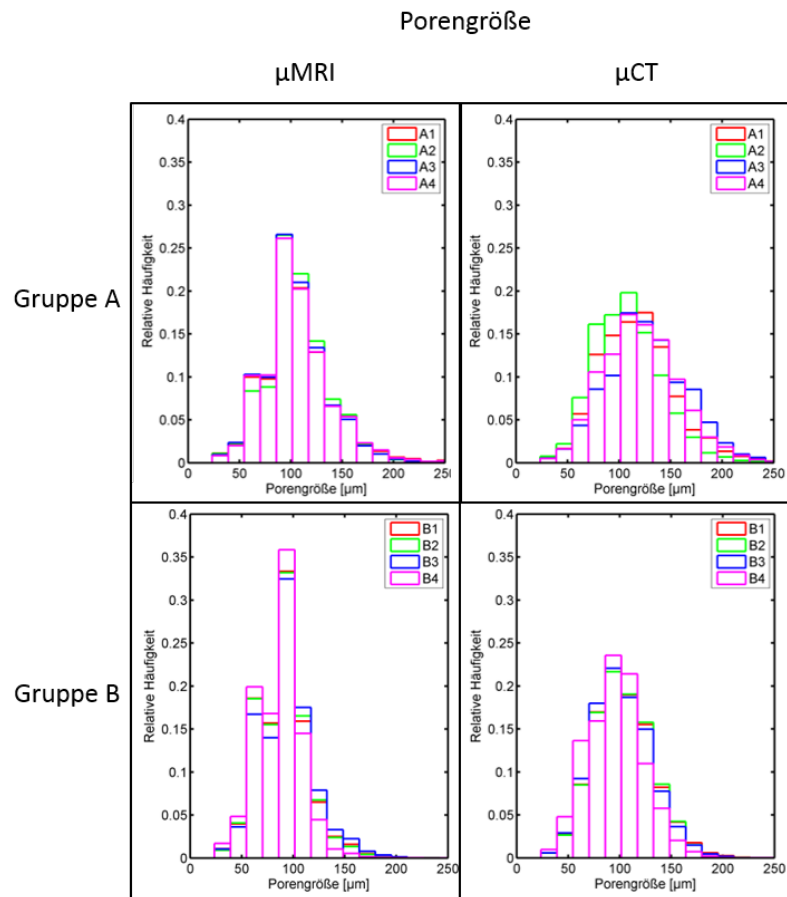 Porengröße
µMRI
µCT
Gruppe A
Relative Häufigkeit
0.4
0.35
0.3
0.25
0.2
0.15
0.1
0.05
0
A1
A2
A3
A4
0 50 100 150 200 250
Porengröße [µm]
Relative Häufigkeit
0.4
0.35
0.3
0.25
0.2
0.15
0.1
0.05
0
A1
A2
A3
A4
0 50 100 150 200 250
Porengröße [µm]
Gruppe B
Relative Häufigkeit
0.4
0.35
0.3
0.25
0.2
0.15
0.1
0.05
0
B1
B2
B3
B4
0 50 100 150 200 250
Porengröße [µm]
Relative Häufigkeit
0.4
0.35
0.3
0.25
0.2
0.15
0.1
0.05
0
B1
B2
B3
B4
0 50 100 150 200 250
Porengröße [µm]